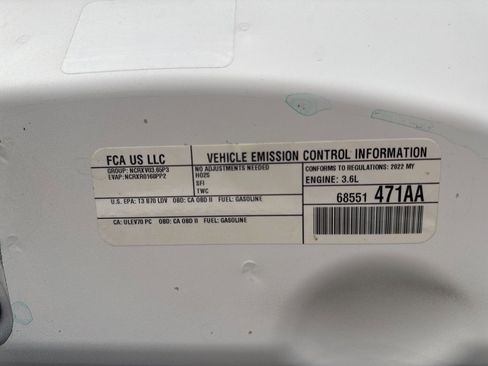 FCA US LLC
GROUP: NCRXV03.65P3
EVAP: NCRXR0160PP2
VEHICLE EMISSION CONTROL INFORMATION
NO ADJUSTMENTS NEEDED
HO2S
SFI
TWC
CONFORMS TO REGULATIONS: 2022 MY
ENGINE: 3.6L
U.S. EPA: T3 B70 LDV OBD: CA OBD II FUEL: GASOLINE
68551 471AA
CA: ULEV70 PC OBD: CA OBD II FUEL: GASOLINE